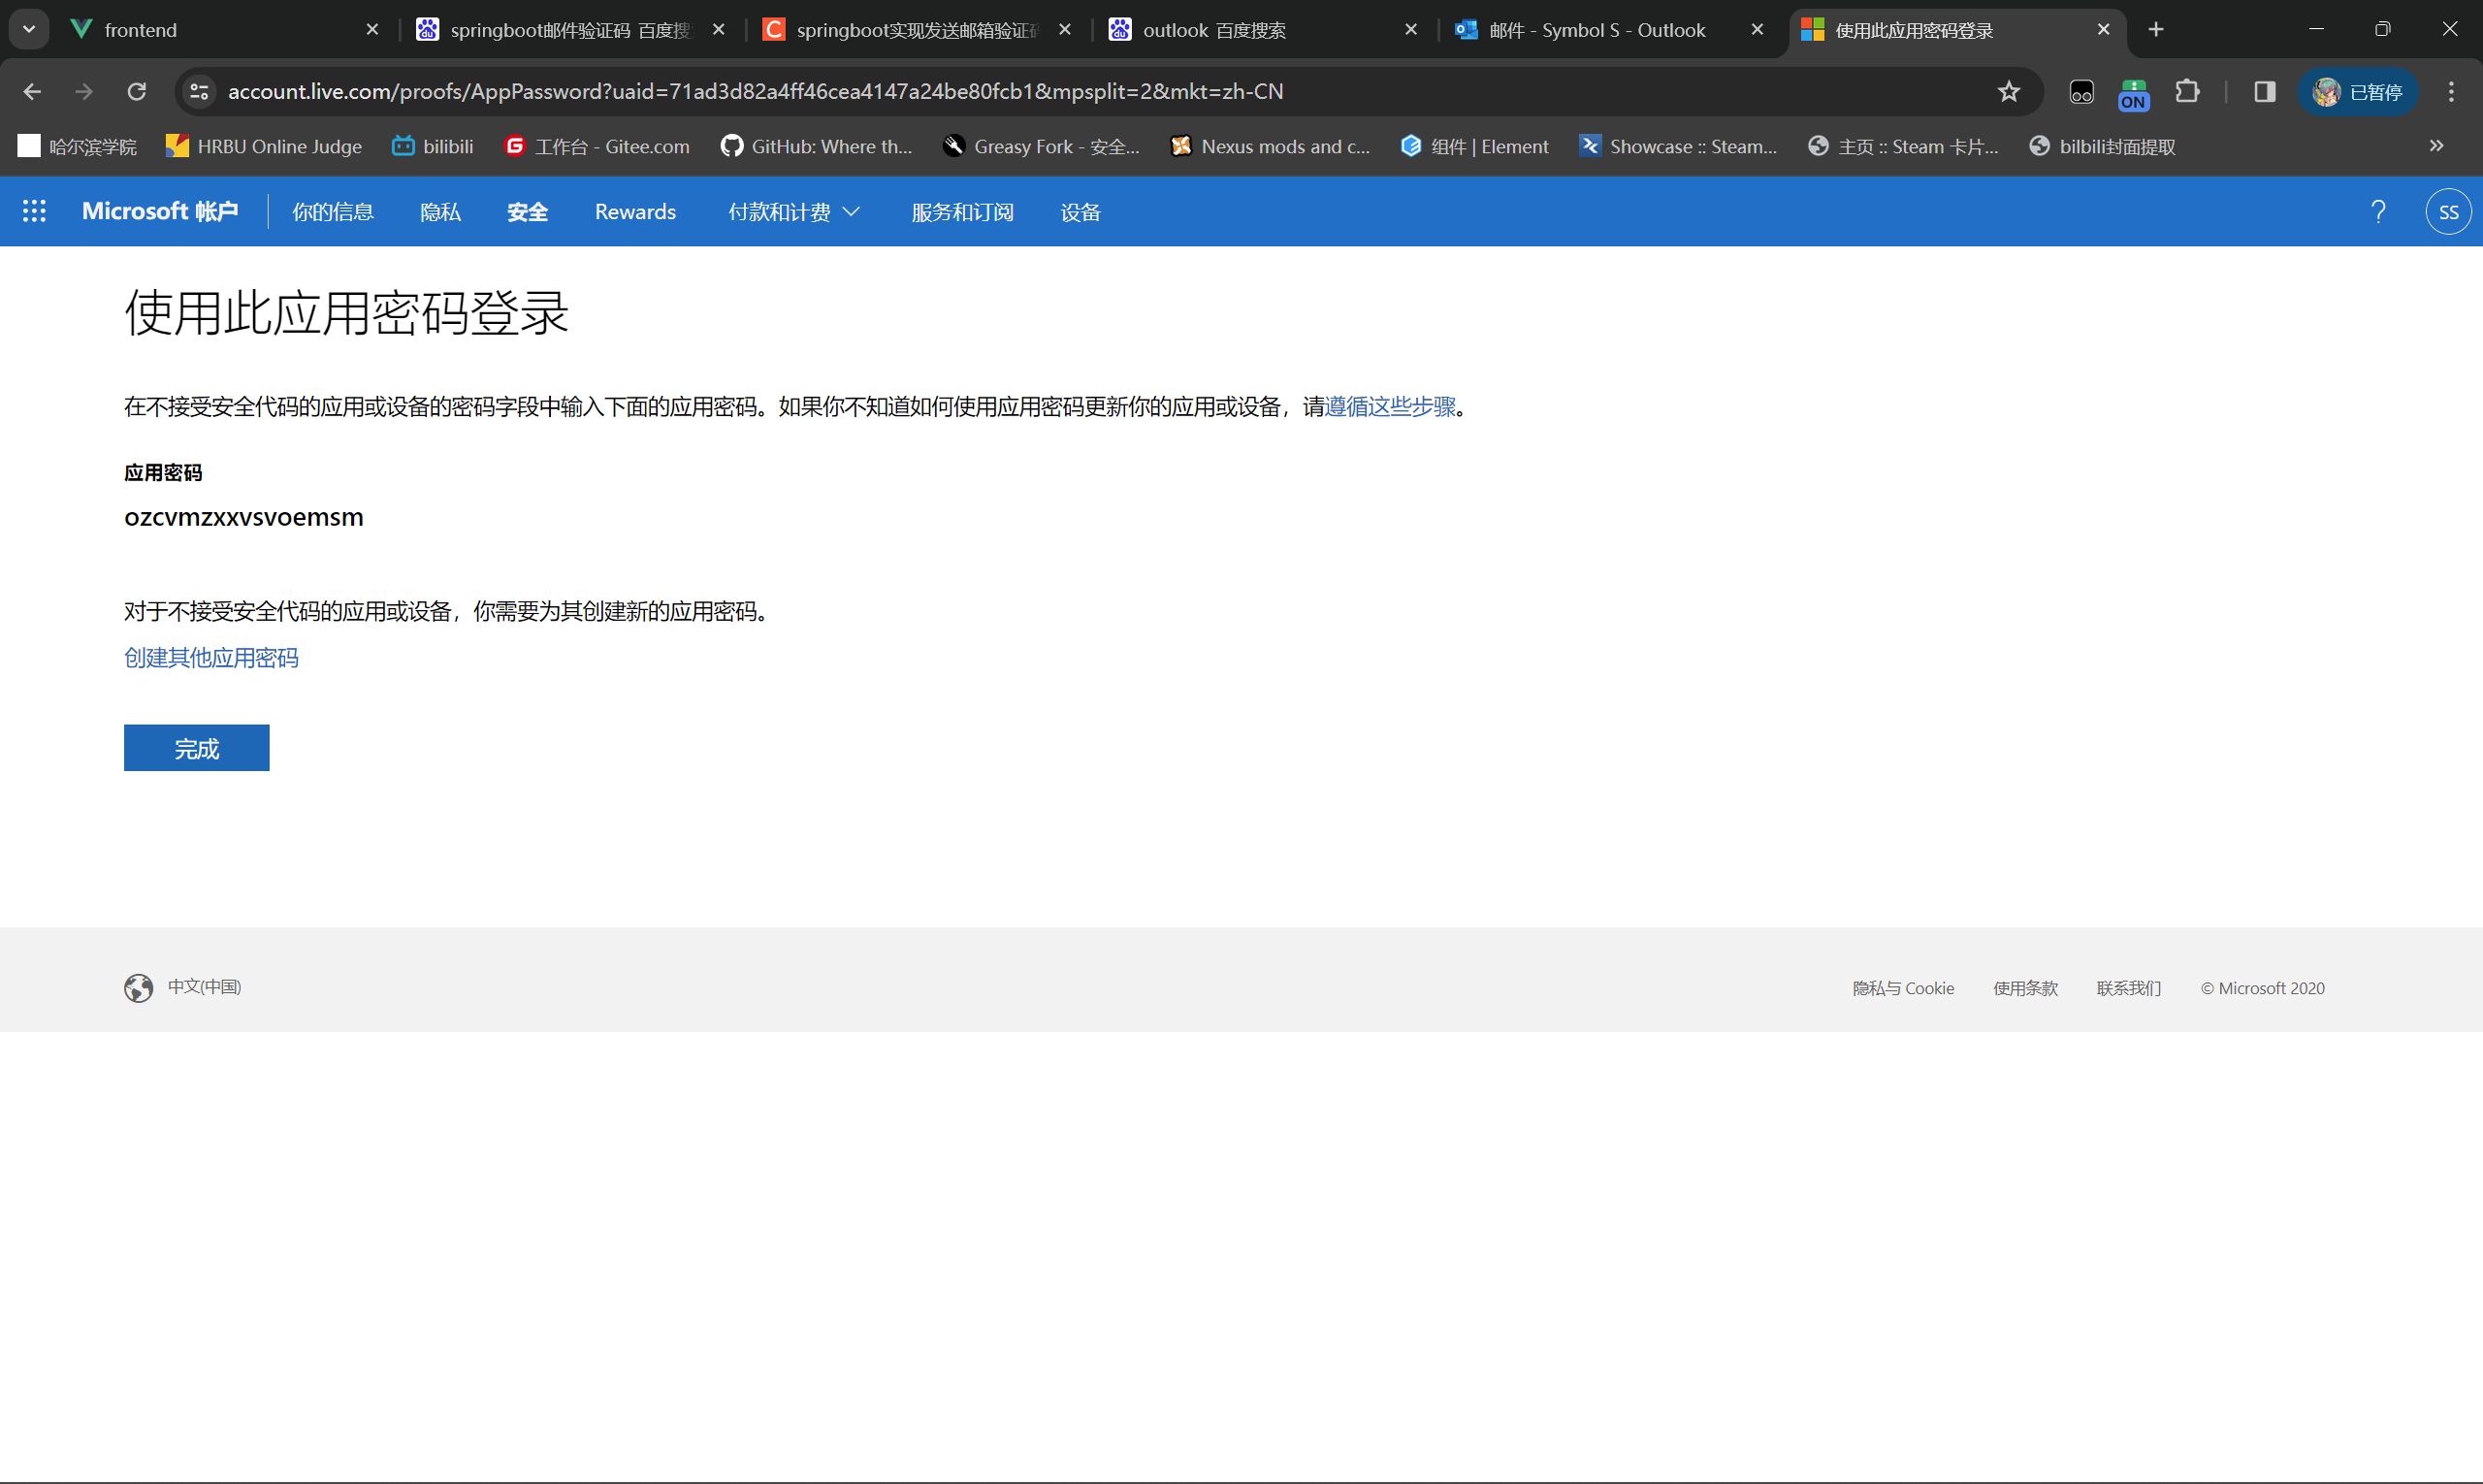 frontend
springboot邮件验证码 百度搜
springboot实现发送邮箱验证
outlook 百度搜索
邮件 - Symbol S - Outlook
使用此应用密码登录
account.live.com/proofs/AppPassword?uaid=71ad3d82a4ff46cea4147a24be80fcb1&mpsplit=2&mkt=zh-CN
ON
已暂停
哈尔滨学院
HRBU Online Judge
bilibili
工作台 - Gitee.com
GitHub: Where th...
Greasy Fork - 安全...
Nexus mods and c...
组件 | Element
Showcase :: Steam...
主页 :: Steam 卡片...
bilbili封面提取
Microsoft 帐户
你的信息
隐私
安全
Rewards
付款和计费
服务和订阅
设备
?
SS
使用此应用密码登录
在不接受安全代码的应用或设备的密码字段中输入下面的应用密码。如果你不知道如何使用应用密码更新你的应用或设备，请遵循这些步骤。
应用密码
ozcvmzxxvsvoemsm
对于不接受安全代码的应用或设备，你需要为其创建新的应用密码。
创建其他应用密码
完成
中文(中国)
隐私与 Cookie
使用条款
联系我们
© Microsoft 2020